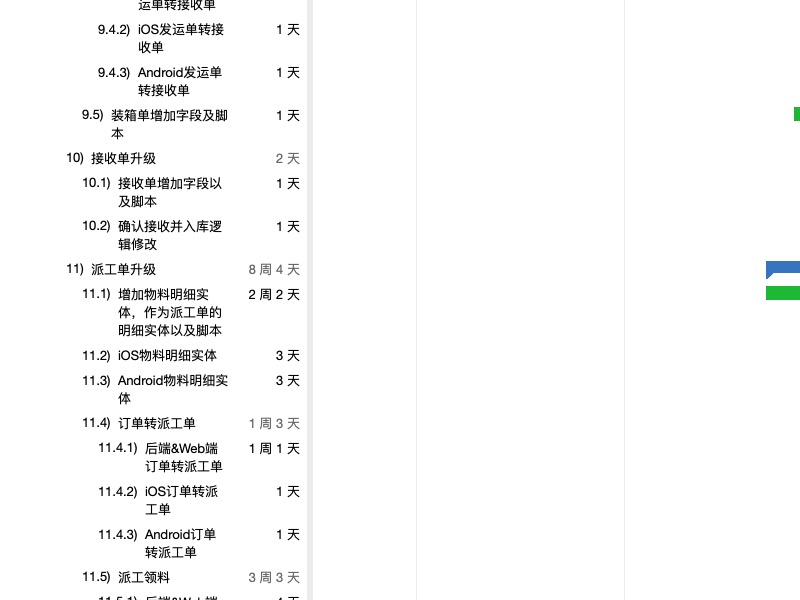 运单转接收单
9.4.2) iOS发运单转接 1 天
收单
9.4.3) Android发运单 1 天
转接收单
9.5) 装箱单增加字段及脚 1 天
本
10) 接收单升级 2 天
10.1) 接收单增加字段以 1 天
及脚本
10.2) 确认接收并入库逻 1 天
辑修改
11) 派工单升级 8 周 4 天
11.1) 增加物料明细实 2 周 2 天
体，作为派工单的
明细实体以及脚本
11.2) iOS物料明细实体 3 天
11.3) Android物料明细实 3 天
体
11.4) 订单转派工单 1 周 3 天
11.4.1) 后端&Web端 1 周 1 天
订单转派工单
11.4.2) iOS订单转派 1 天
工单
11.4.3) Android订单 1 天
转派工单
11.5) 派工领料 3 周 3 天
11.5.1) 后端&Web端